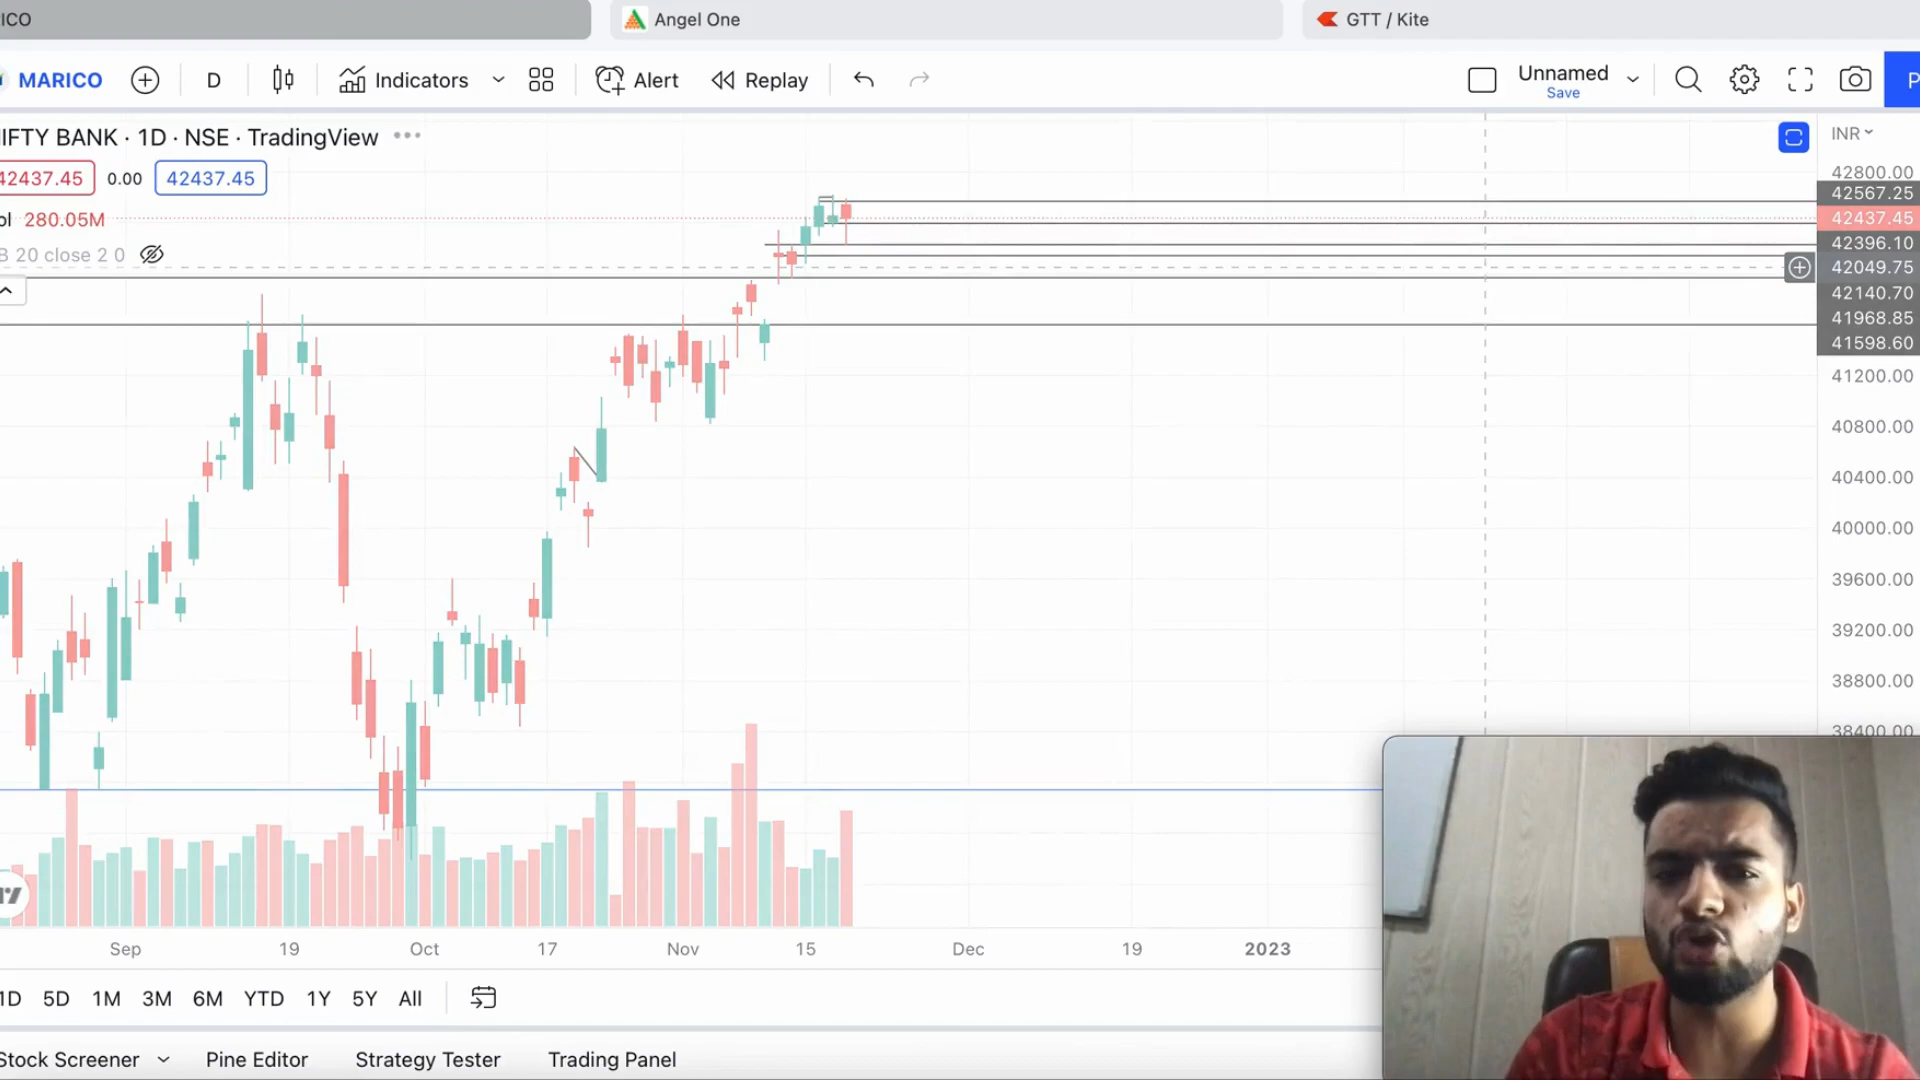 ICO
Angel One
GTT / Kite
MARICO
D
Indicators
Alert
Replay
Unnamed
Save
P
IFTY BANK · 1D · NSE · TradingView
INR
42437.45
0.00
42437.45
ol 280.05M
B 20 close 2 0
42800.00
42567.25
42437.45
42396.10
42049.75
42140.70
41968.85
41598.60
41200.00
40800.00
40400.00
40000.00
39600.00
39200.00
38800.00
38400.00
Sep
19
Oct
17
Nov
15
Dec
19
2023
1D
5D
1M
3M
6M
YTD
1Y
5Y
All
Stock Screener
Pine Editor
Strategy Tester
Trading Panel